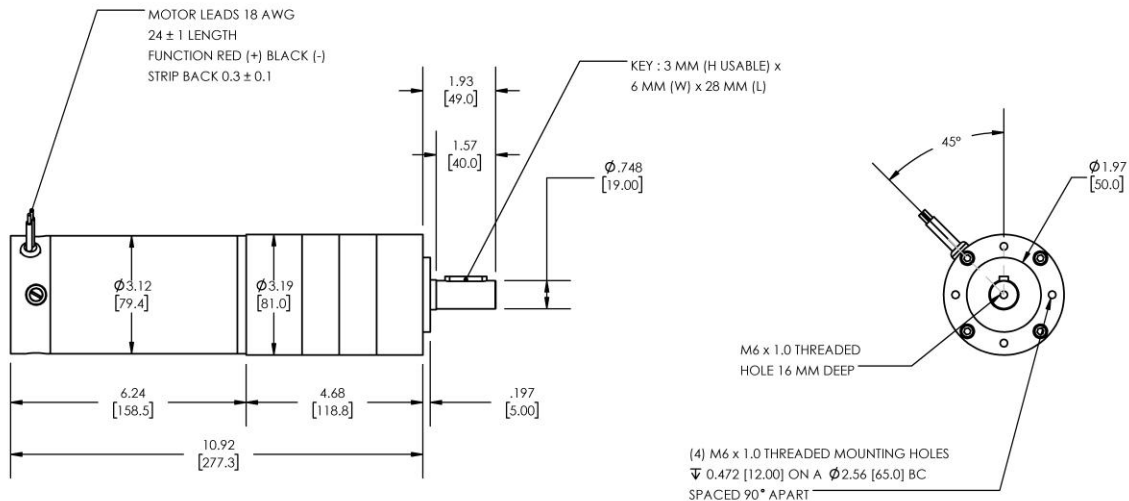 MOTOR LEADS 18 AWG
24 ± 1 LENGTH
FUNCTION RED (+) BLACK (-)
STRIP BACK 0.3 ± 0.1
1.93
[49.0]
KEY : 3 MM (H USABLE) x
6 MM (W) x 28 MM (L)
1.57
[40.0]
Ø.748
[19.00]
45°
Ø1.97
[50.0]
Ø3.12
[79.4]
Ø3.19
[81.0]
M6 x 1.0 THREADED
HOLE 16 MM DEEP
6.24
[158.5]
4.68
[118.8]
.197
[5.00]
10.92
[277.3]
(4) M6 x 1.0 THREADED MOUNTING HOLES
↧ 0.472 [12.00] ON A Ø2.56 [65.0] BC
SPACED 90° APART